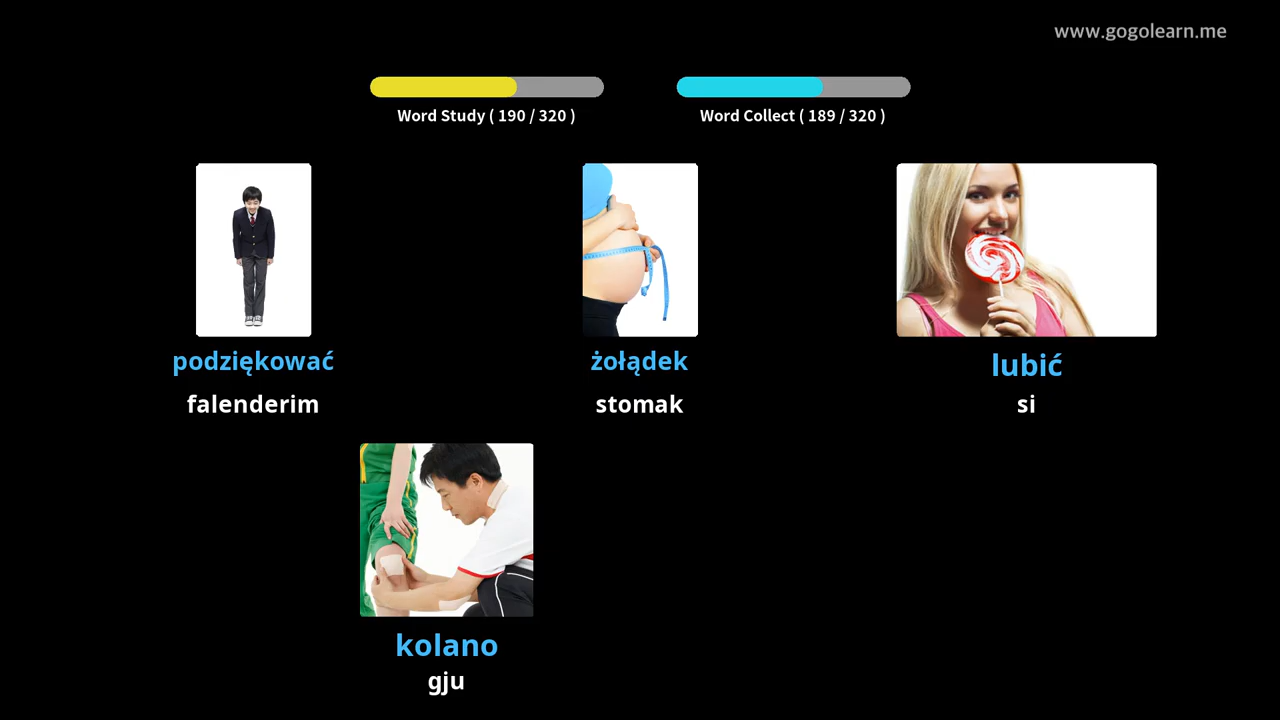 www.gogolearn.me
Word Study ( 190 / 320 )
Word Collect ( 189 / 320 )
podziękować
falenderim
żołądek
stomak
lubić
si
kolano
gju